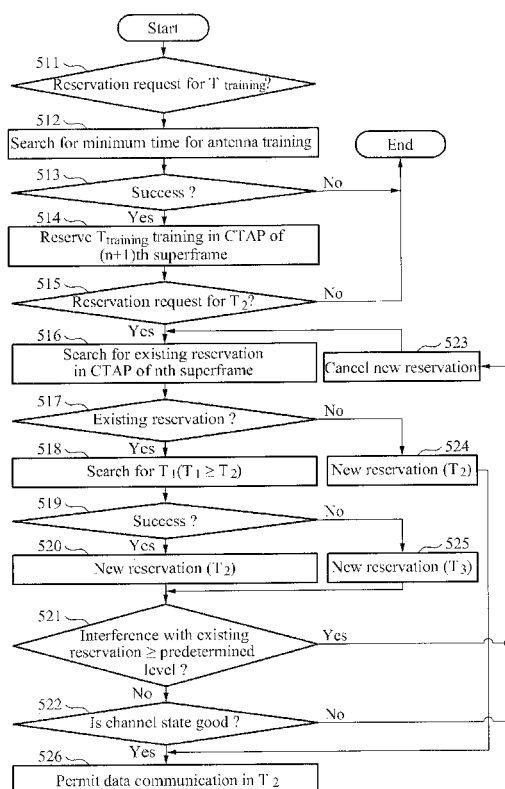 Start
511
Reservation request for T training?
512
Search for minimum time for antenna training
End
513
Success ?
No
Yes
514
Reserve Ttraining training in CTAP of
(n+1)th superframe
515
Reservation request for T2?
No
Yes
516
Search for existing reservation
in CTAP of nth superframe
523
Cancel new reservation
517
Existing reservation ?
No
Yes
518
Search for T1(T1 ≥ T2)
524
New reservation (T2)
519
Success ?
No
Yes
520
New reservation (T2)
525
New reservation (T3)
521
Interference with existing
reservation ≥ predetermined
level ?
Yes
No
522
Is channel state good ?
No
Yes
526
Permit data communication in T 2